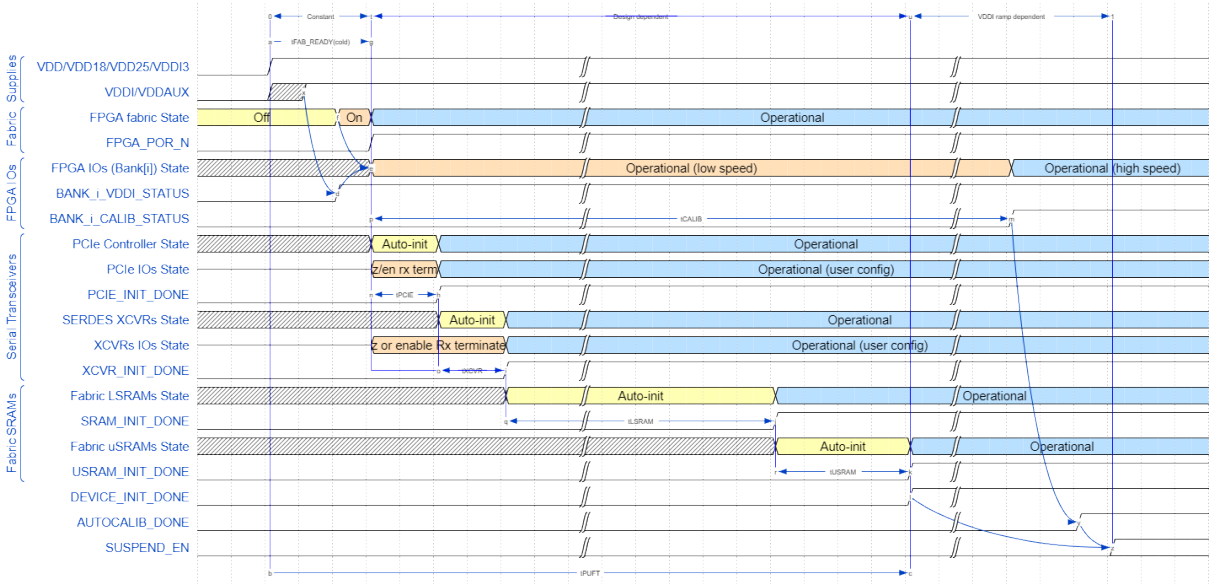 Constant
Design dependent
VDDI ramp dependent
tFAB_READY(cold)
Supplies
VDD/VDD18/VDD25/VDDI3
VDDI/VDDAUX
Fabric
FPGA fabric State
Off
On
Operational
FPGA_POR_N
FPGA IOs
FPGA IOs (Bank[i]) State
Operational (low speed)
Operational (high speed)
BANK_i_VDDI_STATUS
BANK_i_CALIB_STATUS
tCALIB
Serial Transceivers
PCIe Controller State
Auto-init
Operational
PCIe IOs State
z/en rx term
Operational (user config)
PCIE_INIT_DONE
tPCIE
SERDES XCVRs State
Auto-init
Operational
XCVRs IOs State
z or enable Rx terminate
Operational (user config)
XCVR_INIT_DONE
tXCVR
Fabric SRAMs
Fabric LSRAMs State
Auto-init
Operational
SRAM_INIT_DONE
tLSRAM
Fabric uSRAMs State
Auto-init
Operational
USRAM_INIT_DONE
tUSRAM
DEVICE_INIT_DONE
AUTOCALIB_DONE
SUSPEND_EN
tPUFT